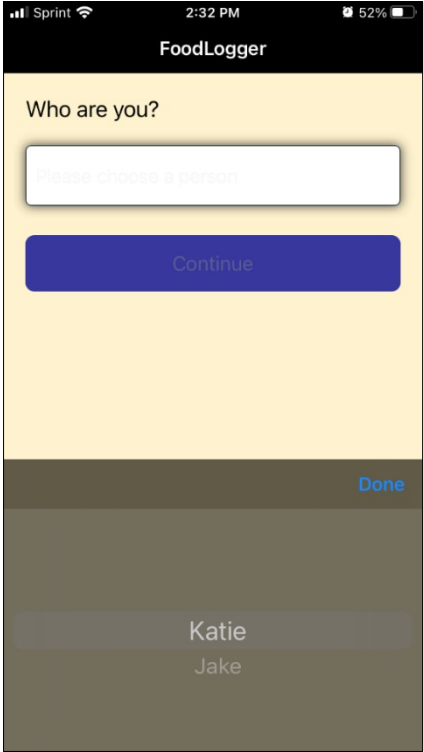 Sprint 2:32 PM 52%
FoodLogger
Who are you?
Please choose a person
Continue
Done
Katie
Jake